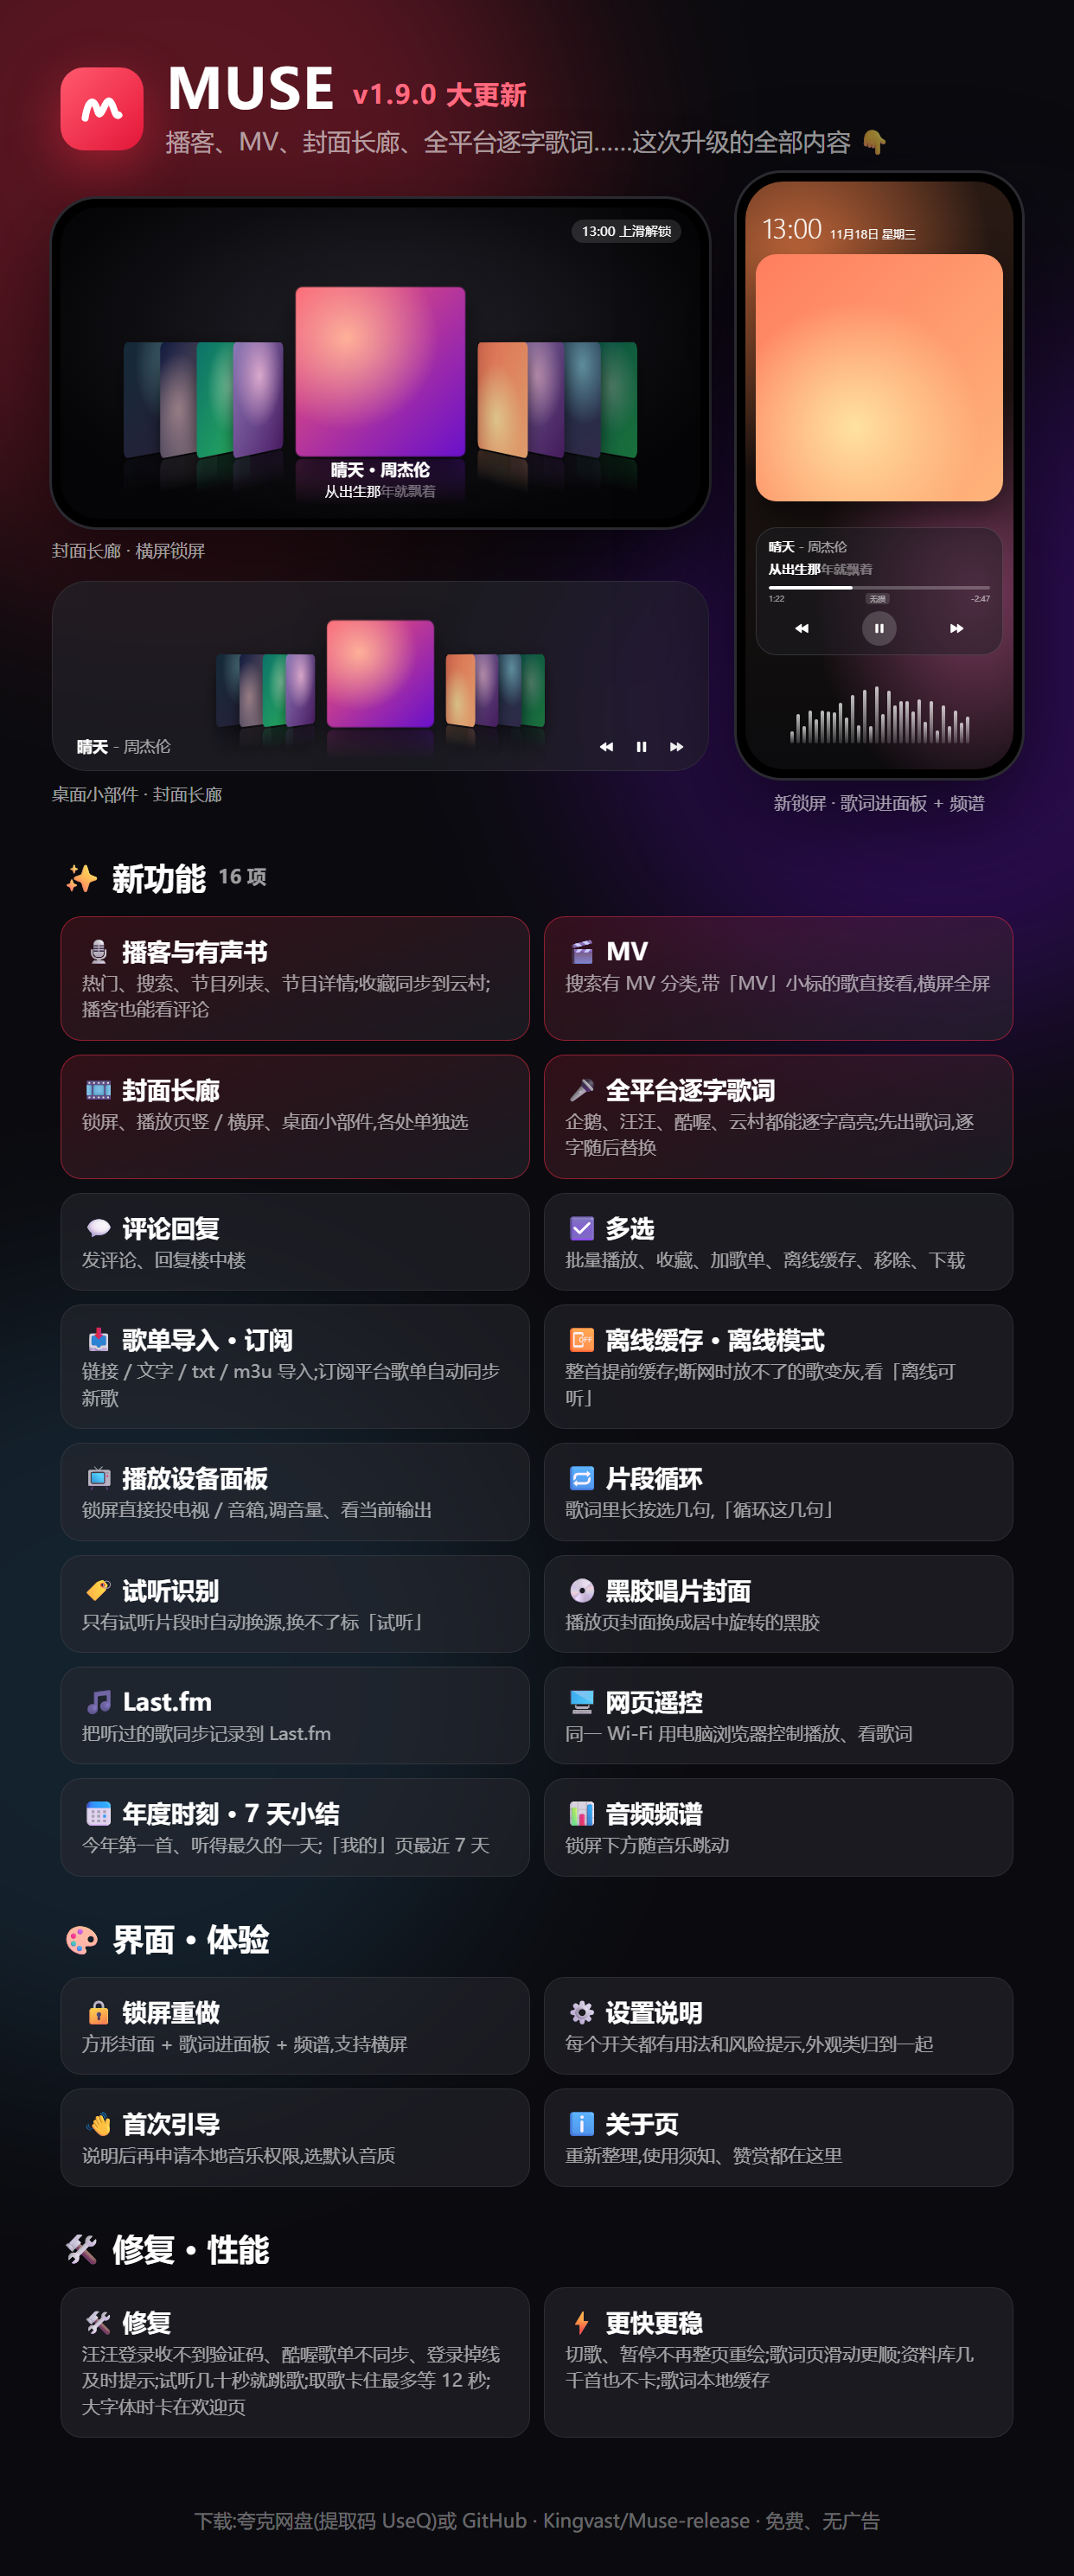 MUSE v1.9.0 大更新
播客、MV、封面长廊、全平台逐字歌词……这次升级的全部内容 👇
13:00 上滑解锁
晴天 • 周杰伦
从出生那年就飘着
封面长廊 · 横屏锁屏
晴天 - 周杰伦
桌面小部件 · 封面长廊
13:00 11月18日 星期三
晴天 - 周杰伦
从出生那年就飘着
1:22 无损 -2:47
新锁屏 · 歌词进面板 + 频谱
✨ 新功能 16 项
播客与有声书
热门、搜索、节目列表、节目详情;收藏同步到云村;
播客也能看评论
MV
搜索有 MV 分类,带「MV」小标的歌直接看,横屏全屏
封面长廊
锁屏、播放页竖 / 横屏、桌面小部件,各处单独选
全平台逐字歌词
企鹅、汪汪、酷喔、云村都能逐字高亮;先出歌词,逐
字随后替换
评论回复
发评论、回复楼中楼
多选
批量播放、收藏、加歌单、离线缓存、移除、下载
歌单导入 • 订阅
链接 / 文字 / txt / m3u 导入;订阅平台歌单自动同步
新歌
离线缓存 • 离线模式
整首提前缓存;断网时放不了的歌变灰,看「离线可
听」
播放设备面板
锁屏直接投电视 / 音箱,调音量、看当前输出
片段循环
歌词里长按选几句,「循环这几句」
试听识别
只有试听片段时自动换源,换不了标「试听」
黑胶唱片封面
播放页封面换成居中旋转的黑胶
Last.fm
把听过的歌同步记录到 Last.fm
网页遥控
同一 Wi-Fi 用电脑浏览器控制播放、看歌词
年度时刻 • 7 天小结
今年第一首、听得最久的一天;「我的」页最近 7 天
音频频谱
锁屏下方随音乐跳动
界面 • 体验
锁屏重做
方形封面 + 歌词进面板 + 频谱,支持横屏
设置说明
每个开关都有用法和风险提示,外观类归到一起
首次引导
说明后再申请本地音乐权限,选默认音质
关于页
重新整理,使用须知、赞赏都在这里
修复 • 性能
修复
汪汪登录收不到验证码、酷喔歌单不同步、登录掉线
及时提示;试听几十秒就跳歌;取歌卡住最多等 12 秒;
大字体时卡在欢迎页
更快更稳
切歌、暂停不再整页重绘;歌词页滑动更顺;资料库几
千首也不卡;歌词本地缓存
下载:夸克网盘(提取码 UseQ)或 GitHub · Kingvast/Muse-release · 免费、无广告